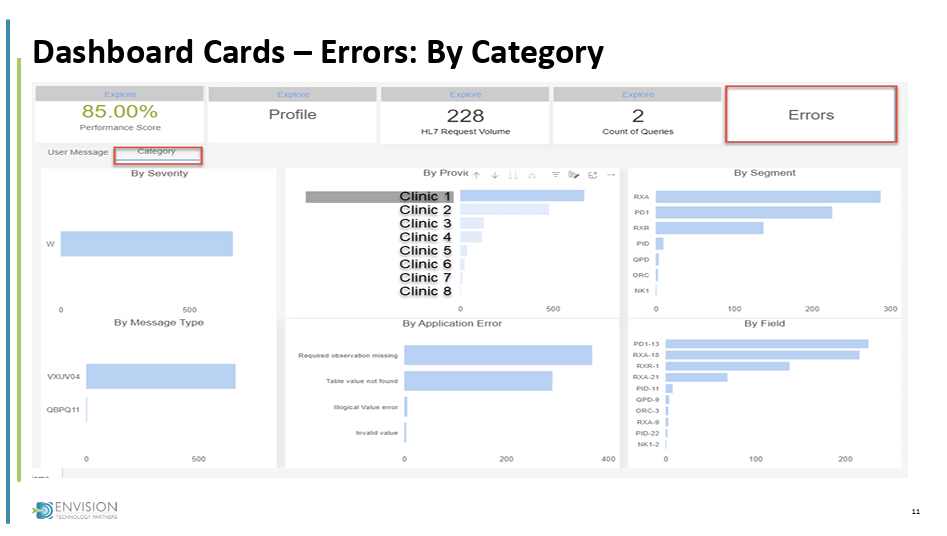 Dashboard Cards – Errors: By Category
Explore
85.00%
Performance Score
Explore
Profile
Explore
228
HL7 Request Volume
Explore
2
Count of Queries
Errors
User Message
Category
By Severity
W
0 500
By Provic
Clinic 1
Clinic 2
Clinic 3
Clinic 4
Clinic 5
Clinic 6
Clinic 7
Clinic 8
0 500
By Segment
RXA
PD1
RXR
PID
QPD
ORC
NK1
0 100 200 300
By Message Type
VXUV04
QBPQ11
0 500
By Application Error
Required observation missing
Table value not found
Illogical Value error
Invalid value
0 200 400
By Field
PD1-13
RXA-18
RXR-1
RXA-21
PID-11
QPD-9
ORC-3
RXA-9
PID-22
NK1-2
0 100 200
ENVISION
TECHNOLOGY PARTNERS
11